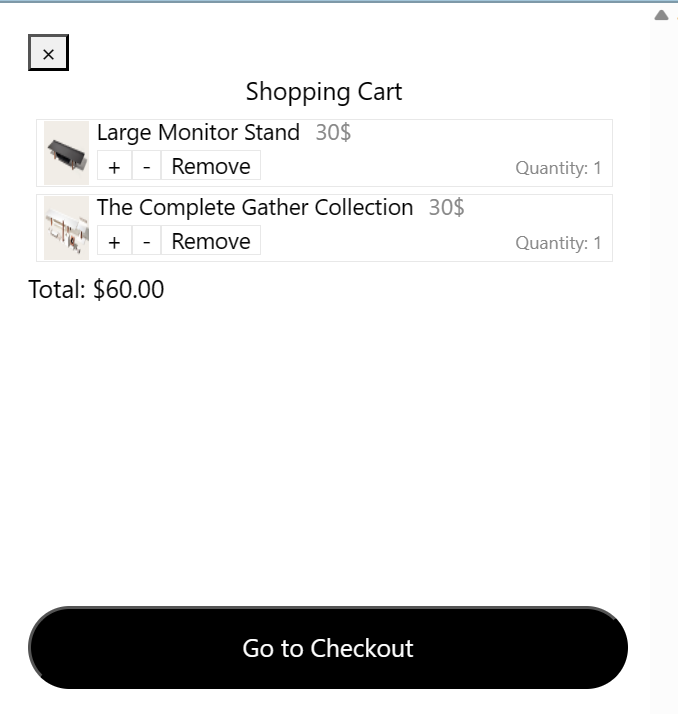 ×
Shopping Cart
Large Monitor Stand 30$
+ - Remove Quantity: 1
The Complete Gather Collection 30$
+ - Remove Quantity: 1
Total: $60.00
Go to Checkout